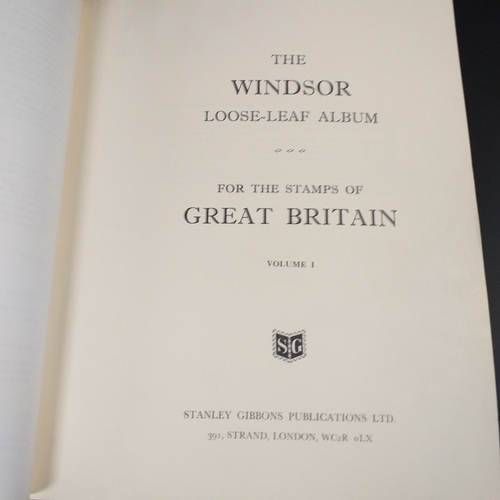 THE
WINDSOR
LOOSE-LEAF ALBUM
FOR THE STAMPS OF
GREAT BRITAIN
VOLUME I
SG
STANLEY GIBBONS PUBLICATIONS LTD.
391, STRAND, LONDON, WC2R 0LX